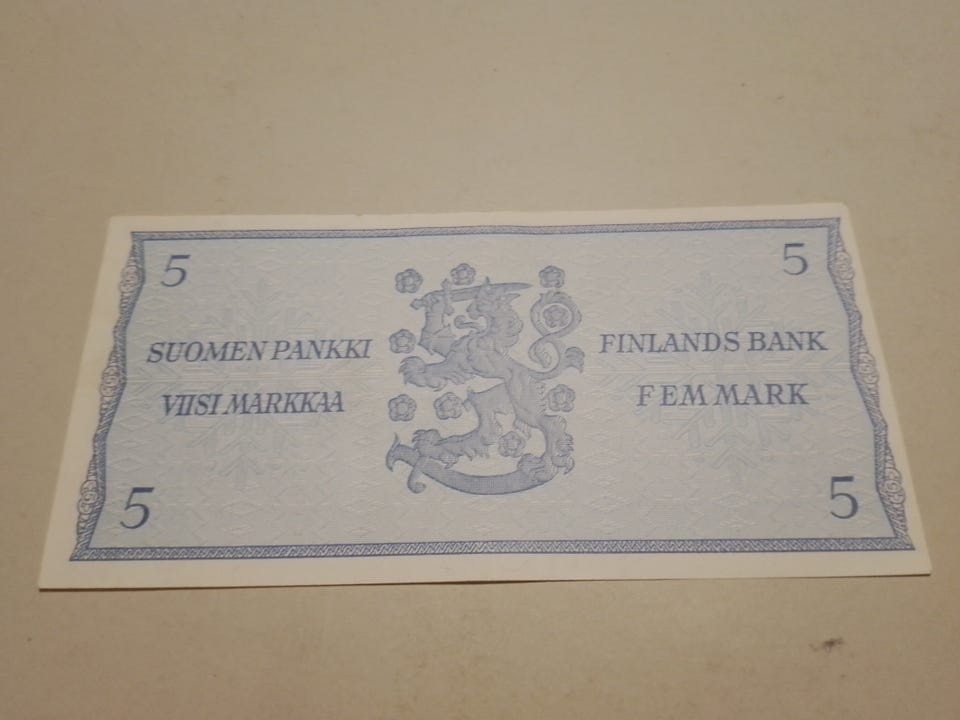 5 5
SUOMEN PANKKI FINLANDS BANK
VIISI MARKKAA FEM MARK
5 5